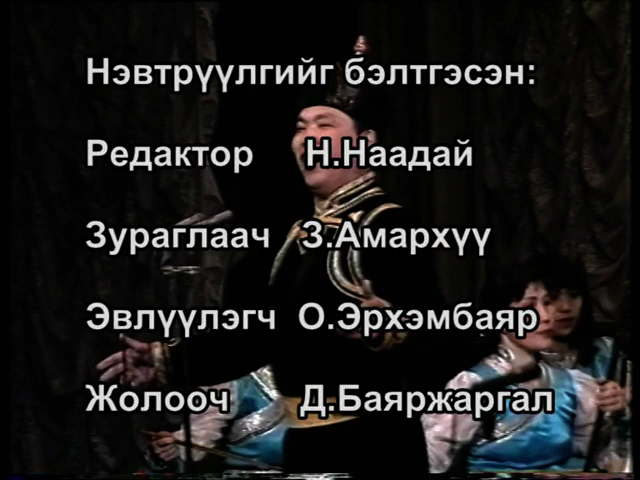 Нэвтрүүлгийг бэлтгэсэн:
Редактор Н.Наадай
Зураглаач З.Амархүү
Эвлүүлэгч О.Эрхэмбаяр
Жолооч Д.Баяржаргал